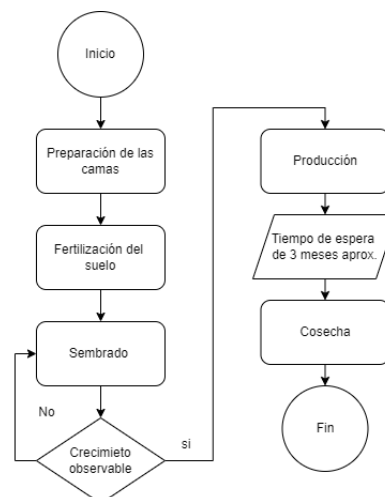 Inicio
Preparación de las
camas
Fertilización del
suelo
Sembrado
No
Crecimieto
observable
si
Producción
Tiempo de espera
de 3 meses aprox.
Cosecha
Fin